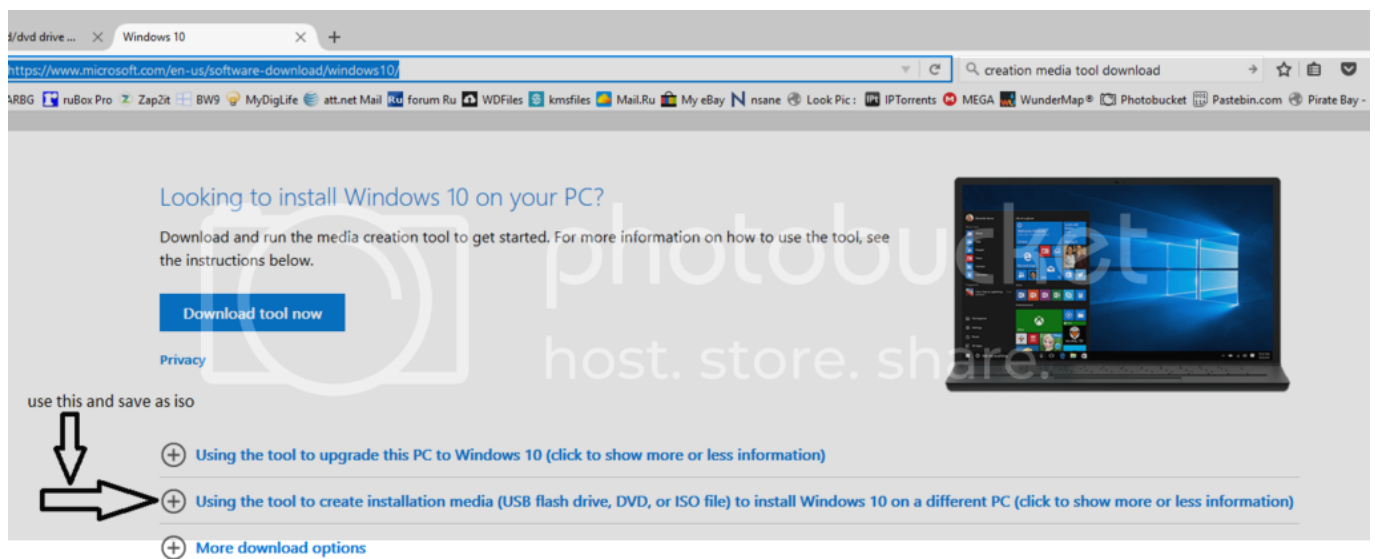 d/dvd drive ... × Windows 10 × +
https://www.microsoft.com/en-us/software-download/windows10/ creation media tool download
ARBG ruBox Pro Zap2it BW9 MyDigLife att.net Mail forum Ru WDFiles kmsfiles Mail.Ru My eBay nsane Look Pic: IPTorrents MEGA WunderMap® Photobucket Pastebin.com Pirate Bay -
Looking to install Windows 10 on your PC?
Download and run the media creation tool to get started. For more information on how to use the tool, see
the instructions below.
Download tool now
Privacy
photobucket
host. store. share.
use this and save as iso
Using the tool to upgrade this PC to Windows 10 (click to show more or less information)
Using the tool to create installation media (USB flash drive, DVD, or ISO file) to install Windows 10 on a different PC (click to show more or less information)
More download options